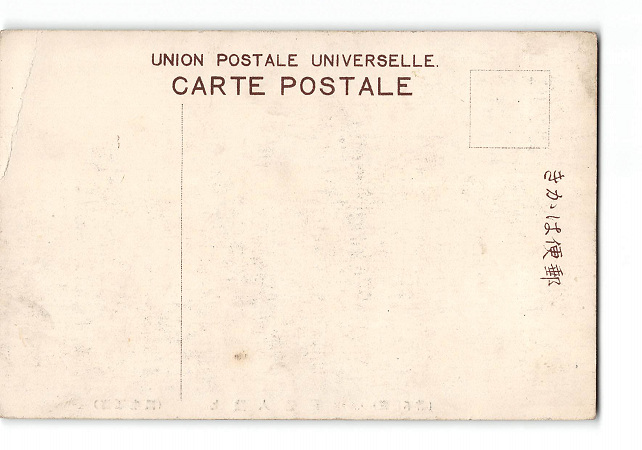 UNION POSTALE UNIVERSELLE.
CARTE POSTALE
きかは便郵